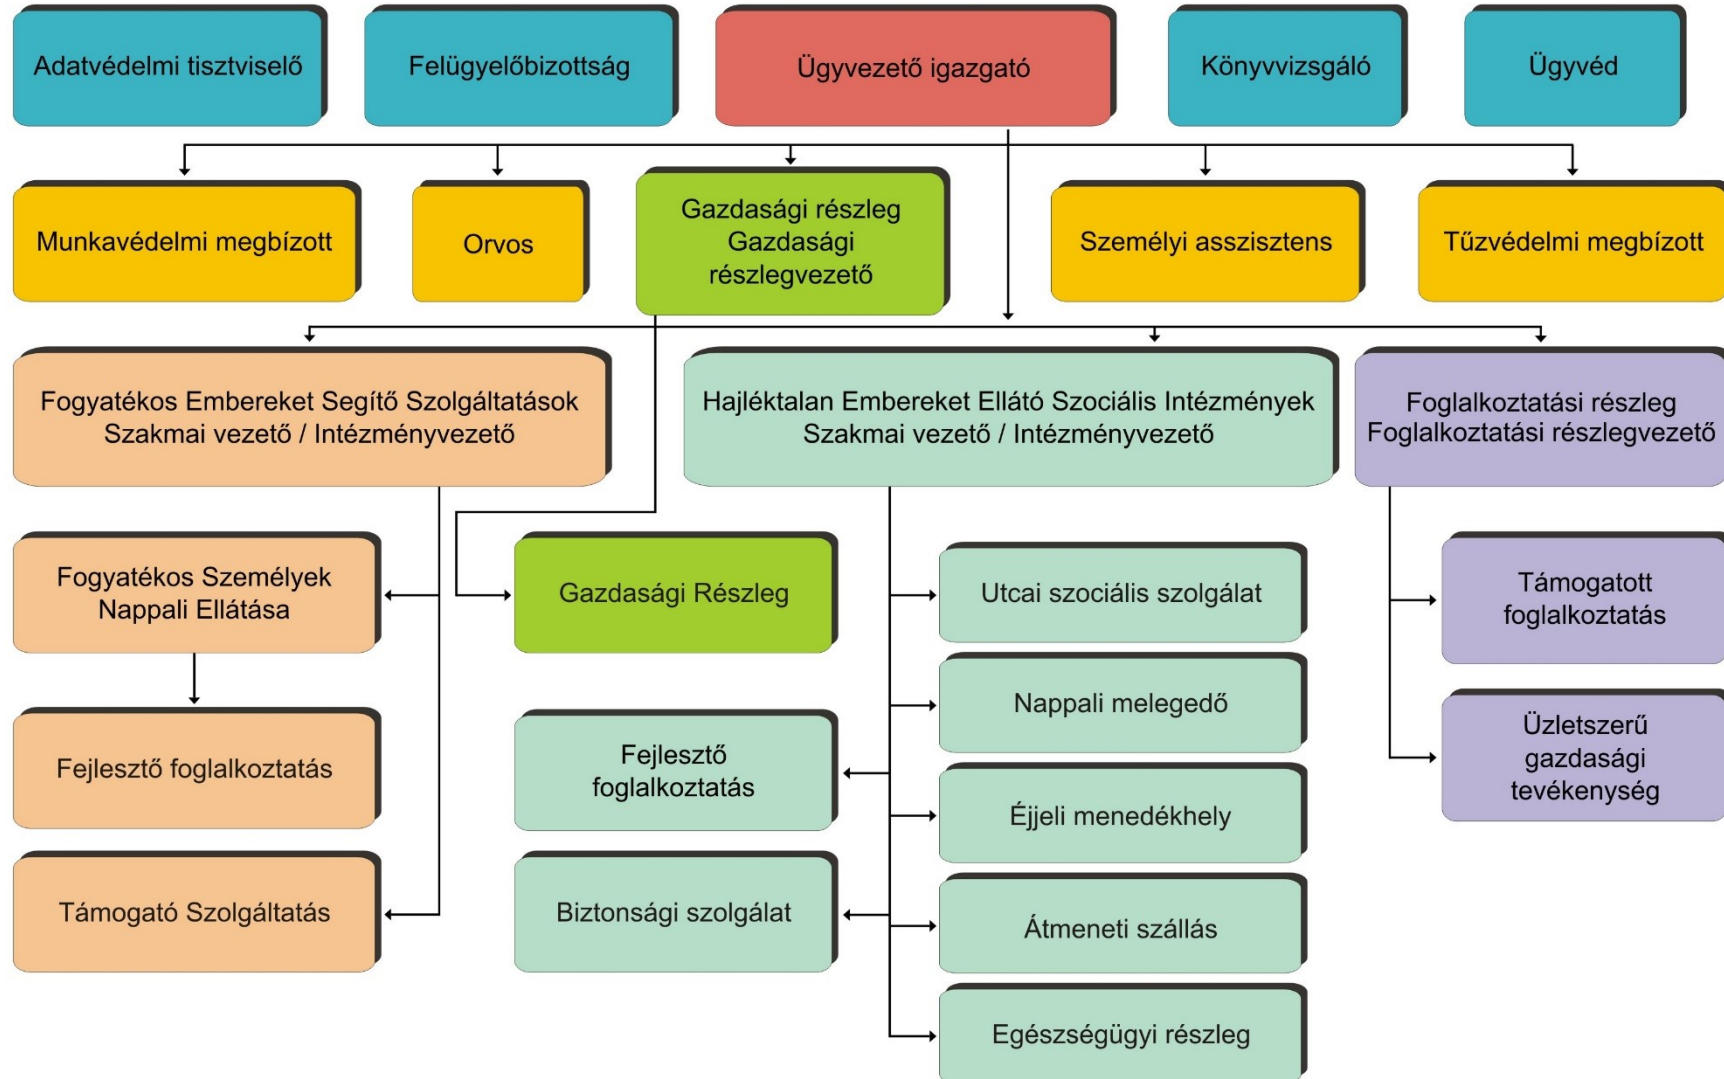 Adatvédelmi tisztviselő
Felügyelőbizottság
Ügyvezető igazgató
Könyvvizsgáló
Ügyvéd
Munkavédelmi megbízott
Orvos
Gazdasági részleg
Gazdasági
részlegvezető
Személyi asszisztens
Tűzvédelmi megbízott
Fogyatékos Embereket Segítő Szolgáltatások
Szakmai vezető / Intézményvezető
Hajléktalan Embereket Ellátó Szociális Intézmények
Szakmai vezető / Intézményvezető
Foglalkoztatási részleg
Foglalkoztatási részlegvezető
Fogyatékos Személyek
Nappali Ellátása
Gazdasági Részleg
Utcai szociális szolgálat
Támogatott
foglalkoztatás
Nappali melegedő
Fejlesztő foglalkoztatás
Fejlesztő
foglalkoztatás
Üzletszerű
gazdasági
tevékenység
Éjjeli menedékhely
Támogató Szolgáltatás
Biztonsági szolgálat
Átmeneti szállás
Egészségügyi részleg